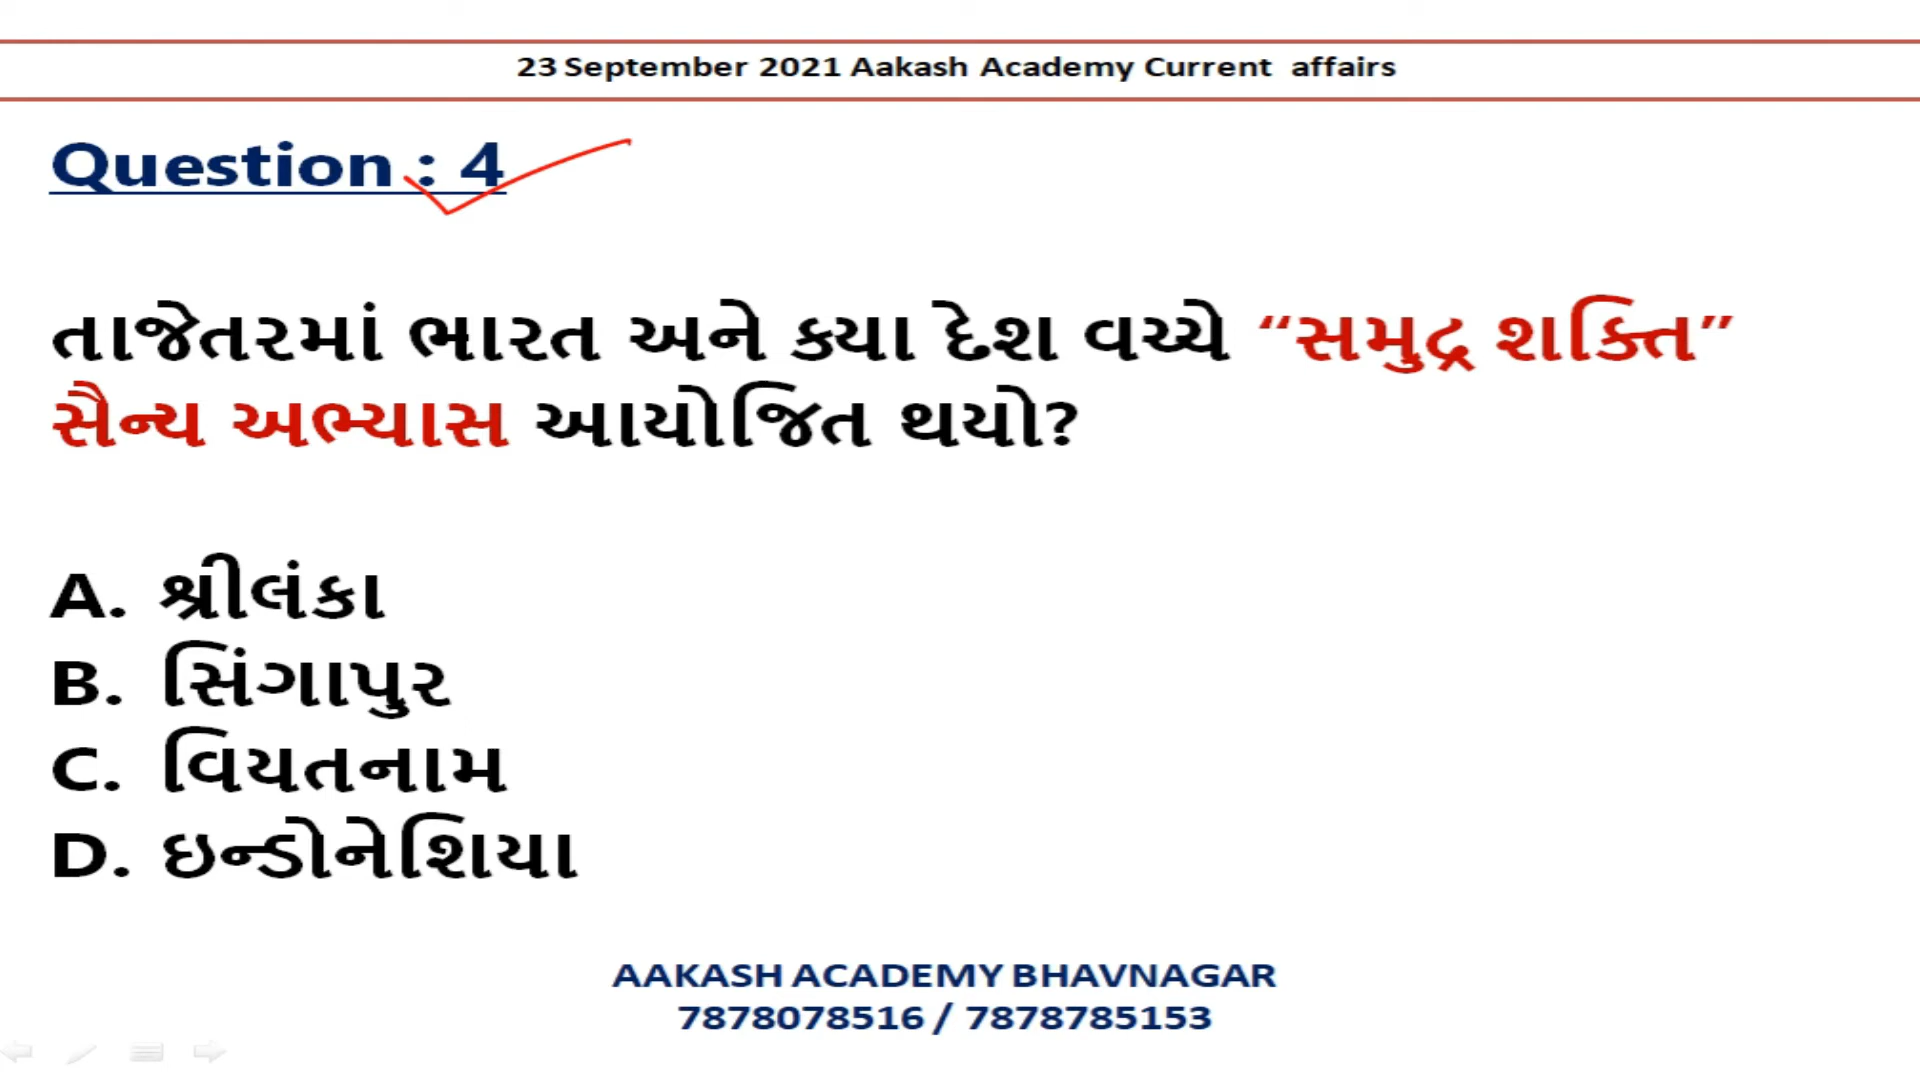 23 September 2021 Aakash Academy Current affairs
Question : 4
તાજેતરમાં ભારત અને ક્યા દેશ વચ્ચે “સમુદ્ર શક્તિ”
સૈન્ય અભ્યાસ આયોજિત થયો?
A. શ્રીલંકા
B. સિંગાપુર
C. વિયતનામ
D. ઇન્ડોનેશિયા
AAKASH ACADEMY BHAVNAGAR
7878078516 / 7878785153